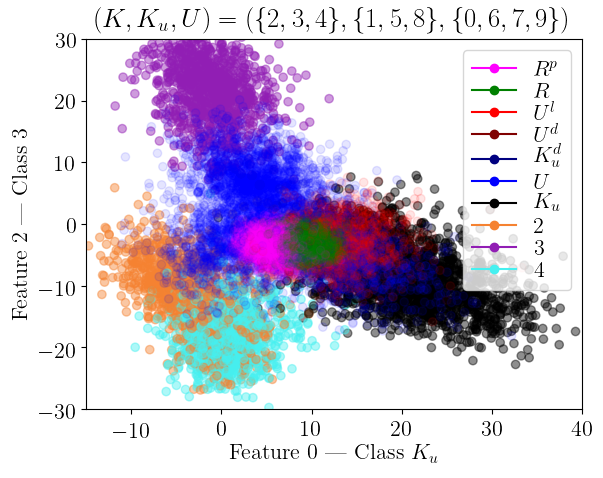 (K, K_u, U) = ({2, 3, 4}, {1, 5, 8}, {0, 6, 7, 9})
30
20
10
0
−10
−20
−30
Feature 2 — Class 3
R^p
R
U^l
U^d
K_u^d
U
K_u
2
3
4
−10
0
10
20
30
40
Feature 0 — Class K_u